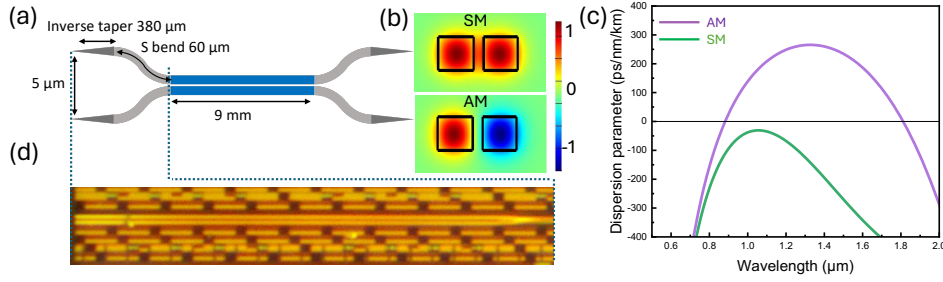 (a)
Inverse taper 380 µm
S bend 60 µm
5 µm
9 mm
(b)
SM
AM
1
0
-1
(c)
Dispersion parameter (ps/nm/km)
400
300
200
100
0
-100
-200
-300
-400
AM
SM
0.6
0.8
1.0
1.2
1.4
1.6
1.8
2.0
Wavelength (µm)
(d)